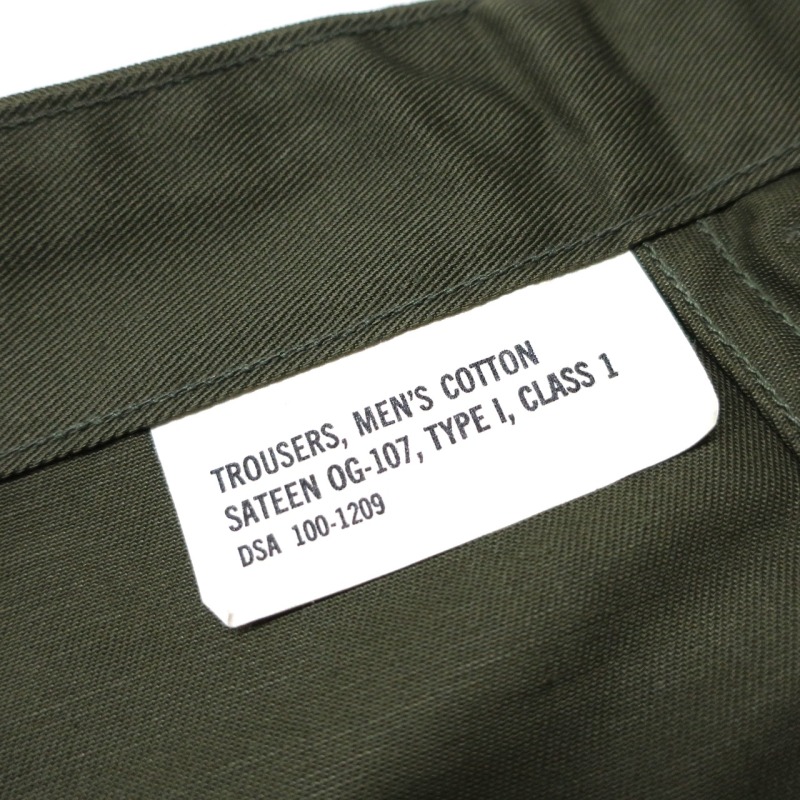 TROUSERS, MEN'S COTTON
SATEEN OG-107, TYPE I, CLASS 1
DSA 100-1209